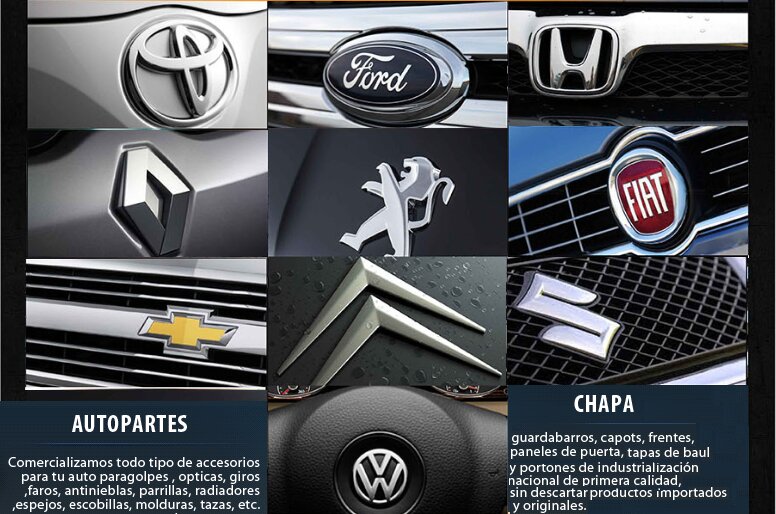 Ford
FIAT
AUTOPARTES
Comercializamos todo tipo de accesorios
para tu auto paragolpes , opticas, giros
,faros, antinieblas, parrillas, radiadores
,espejos, escobillas, molduras, tazas, etc.
CHAPA
guardabarros, capots, frentes,
paneles de puerta, tapas de baul
y portones de industrialización
nacional de primera calidad,
sin descartar productos importados
y originales.